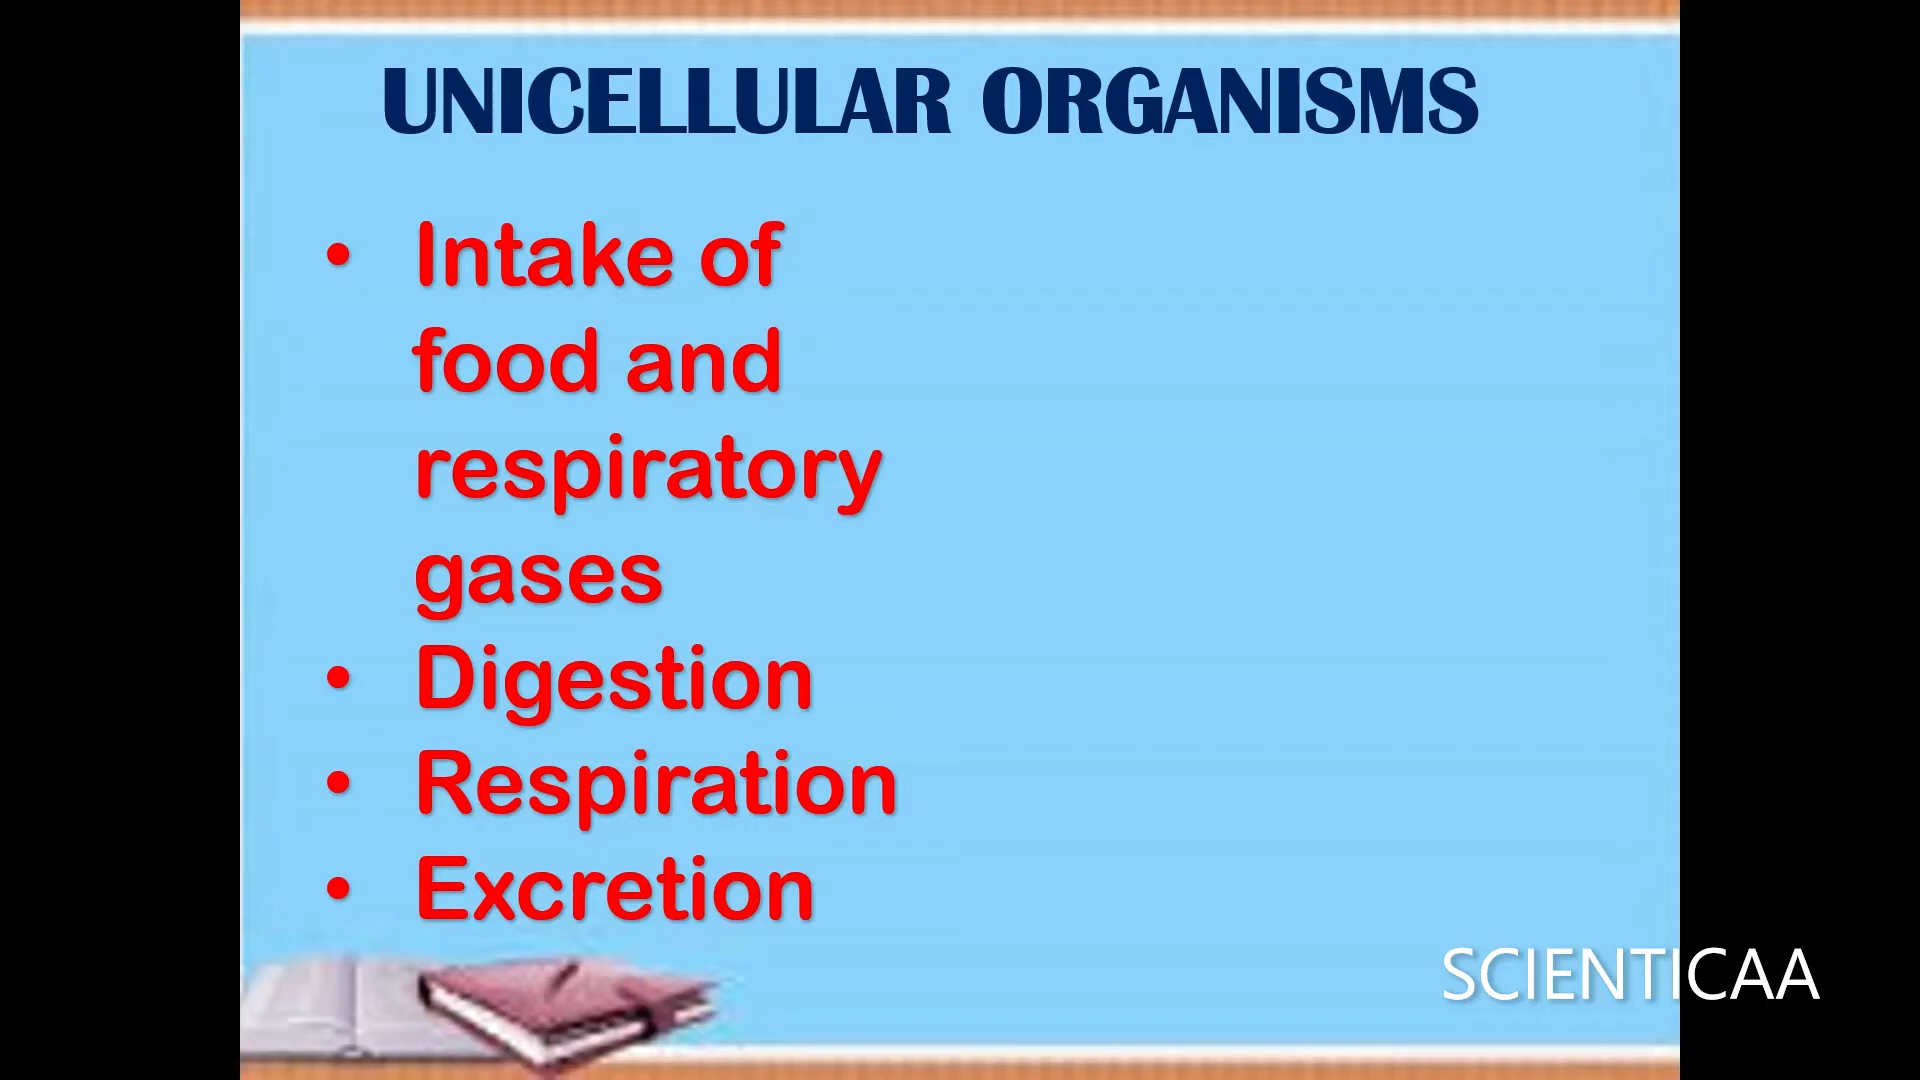 UNICELLULAR ORGANISMS
• Intake of
food and
respiratory
gases
• Digestion
• Respiration
• Excretion
SCIENTICAA